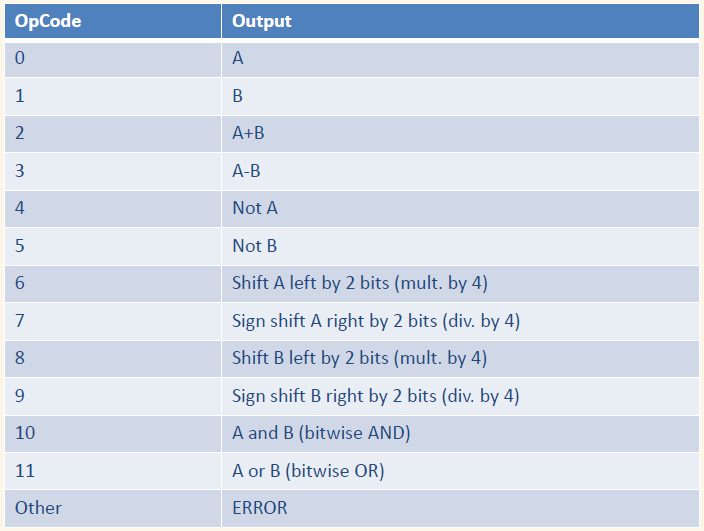 OpCode Output
0 A
1 B
2 A+B
3 A-B
4 Not A
5 Not B
6 Shift A left by 2 bits (mult. by 4)
7 Sign shift A right by 2 bits (div. by 4)
8 Shift B left by 2 bits (mult. by 4)
9 Sign shift B right by 2 bits (div. by 4)
10 A and B (bitwise AND)
11 A or B (bitwise OR)
Other ERROR